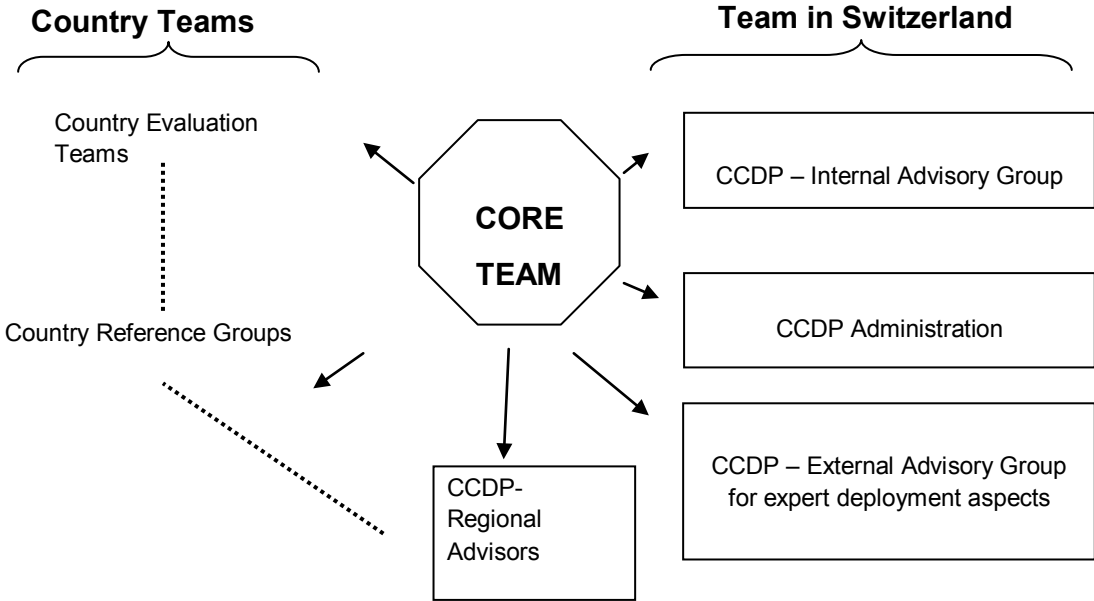 Country Teams
Team in Switzerland
Country Evaluation
Teams
CORE
TEAM
CCDP – Internal Advisory Group
Country Reference Groups
CCDP Administration
CCDP-
Regional
Advisors
CCDP – External Advisory Group
for expert deployment aspects